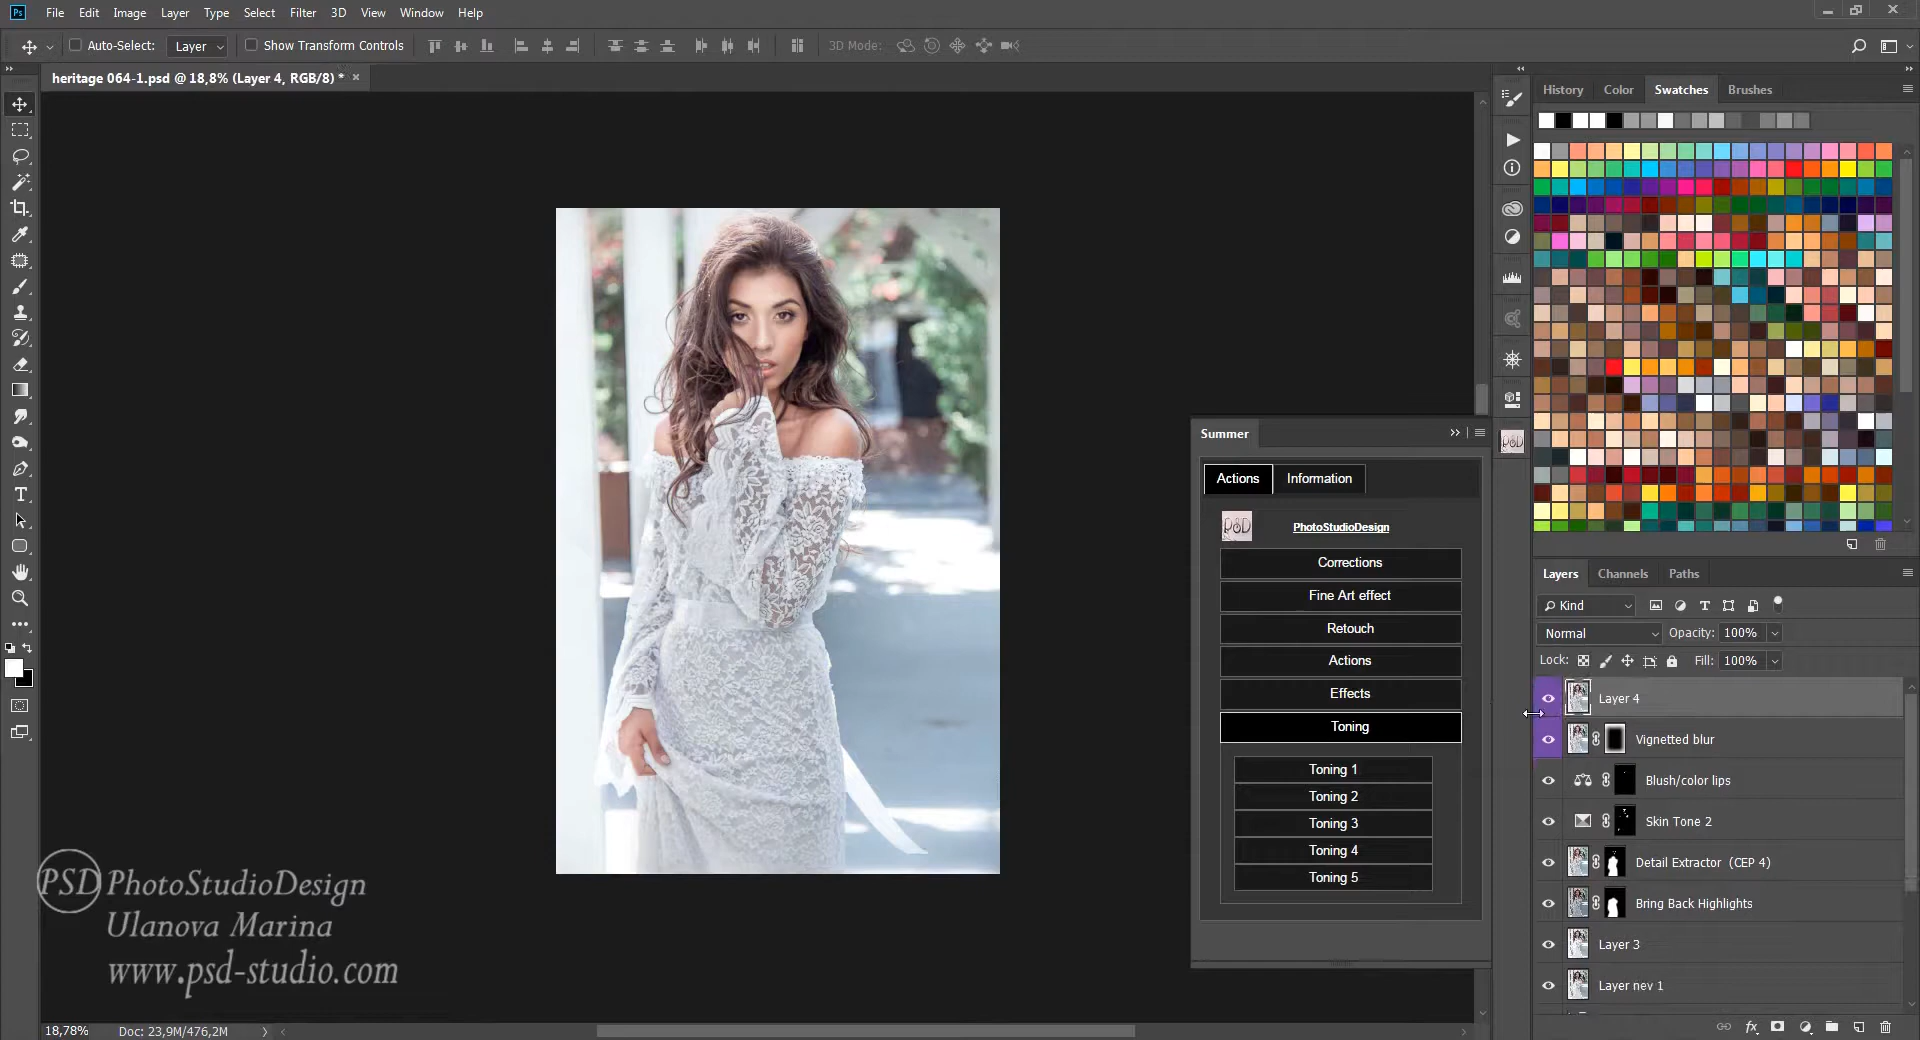 Ps File Edit Image Layer Type Select Filter 3D View Window Help
Auto-Select: Layer Show Transform Controls 3D Mode:
heritage 064-1.psd @ 18,8% (Layer 4, RGB/8) *
History Color Swatches Brushes
Summer
Actions Information
PSD PhotoStudioDesign
Corrections
Fine Art effect
Retouch
Actions
Effects
Toning
Toning 1
Toning 2
Toning 3
Toning 4
Toning 5
Layers Channels Paths
Kind
Normal Opacity: 100%
Lock: Fill: 100%
Layer 4
Vignetted blur
Blush/color lips
Skin Tone 2
Detail Extractor (CEP 4)
Bring Back Highlights
Layer 3
Layer nev 1
PSD PhotoStudioDesign
Ulanova Marina
www.psd-studio.com
18,78% Doc: 23,9M/476,2M